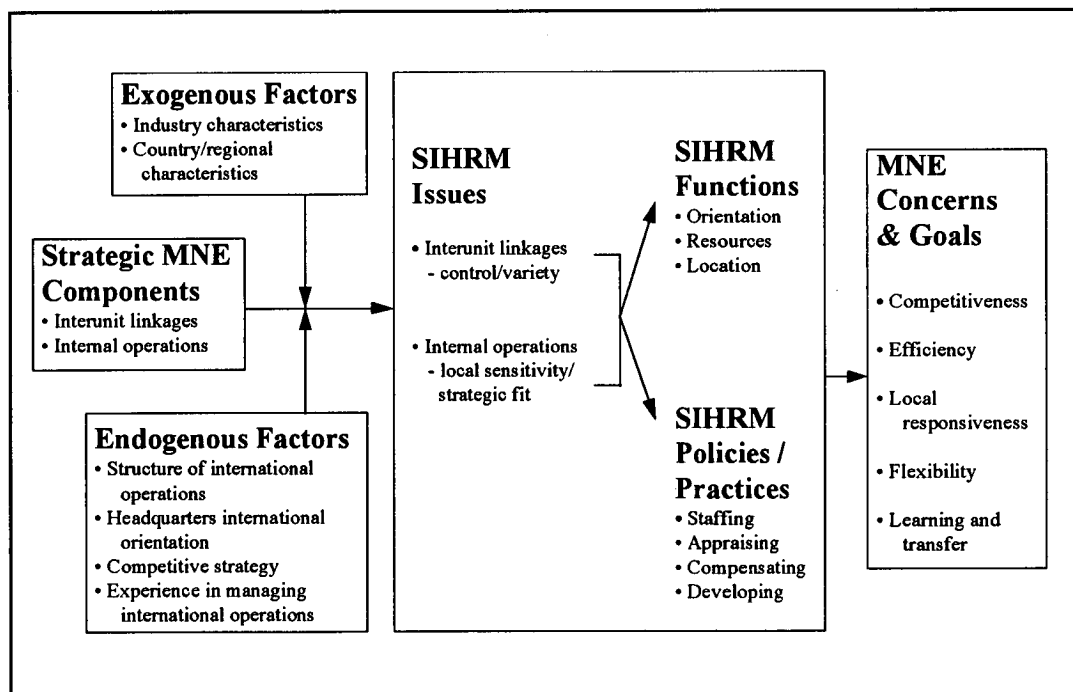 Exogenous Factors
• Industry characteristics
• Country/regional
characteristics
Strategic MNE
Components
• Interunit linkages
• Internal operations
Endogenous Factors
• Structure of international
operations
• Headquarters international
orientation
• Competitive strategy
• Experience in managing
international operations
SIHRM
Issues
• Interunit linkages
- control/variety
• Internal operations
- local sensitivity/
strategic fit
SIHRM
Functions
• Orientation
• Resources
• Location
SIHRM
Policies /
Practices
• Staffing
• Appraising
• Compensating
• Developing
MNE
Concerns
& Goals
• Competitiveness
• Efficiency
• Local
responsiveness
• Flexibility
• Learning and
transfer